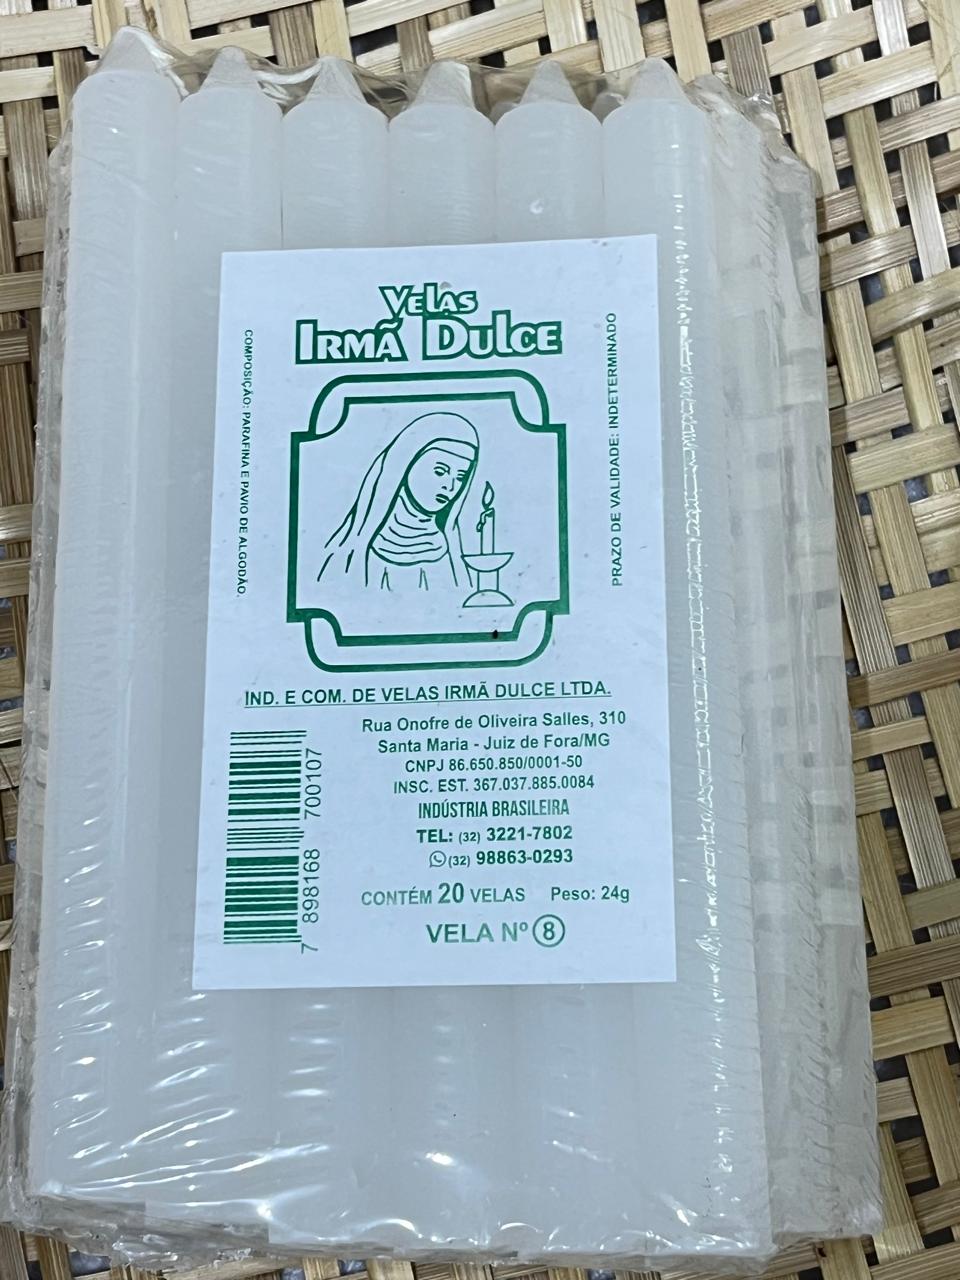 VELAS
IRMÃ DULCE
COMPOSIÇÃO: PARAFINA E PAVIO DE ALGODÃO.
PRAZO DE VALIDADE: INDETERMINADO
IND. E COM. DE VELAS IRMÃ DULCE LTDA.
Rua Onofre de Oliveira Salles, 310
Santa Maria - Juiz de Fora/MG
CNPJ 86.650.850/0001-50
INSC. EST. 367.037.885.0084
INDÚSTRIA BRASILEIRA
TEL: (32) 3221-7802
(32) 98863-0293
CONTÉM 20 VELAS Peso: 24g
VELA Nº 8
7 898168 700107